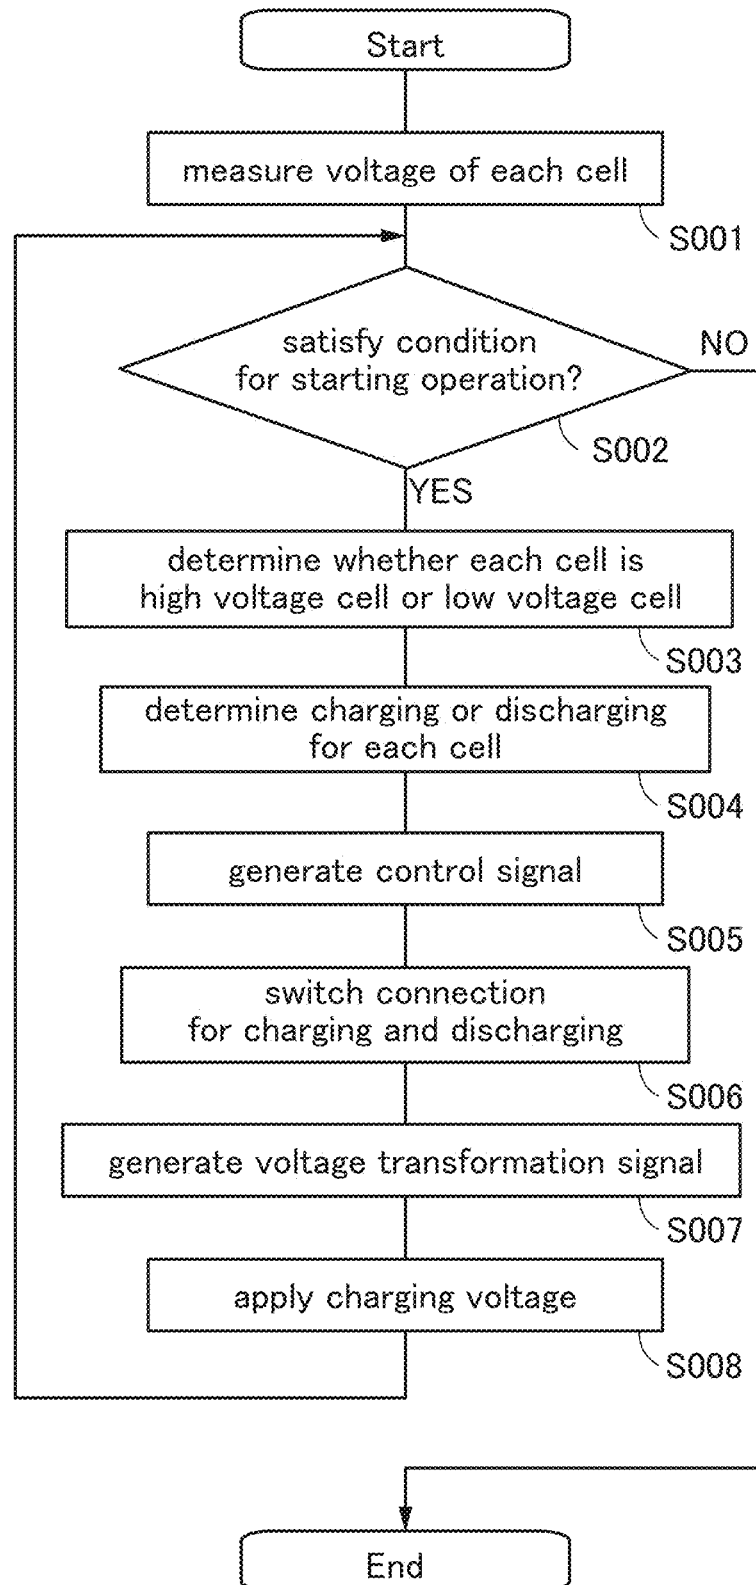 Start
measure voltage of each cell
S001
satisfy condition
for starting operation?
NO
S002
YES
determine whether each cell is
high voltage cell or low voltage cell
S003
determine charging or discharging
for each cell
S004
generate control signal
S005
switch connection
for charging and discharging
S006
generate voltage transformation signal
S007
apply charging voltage
S008
End